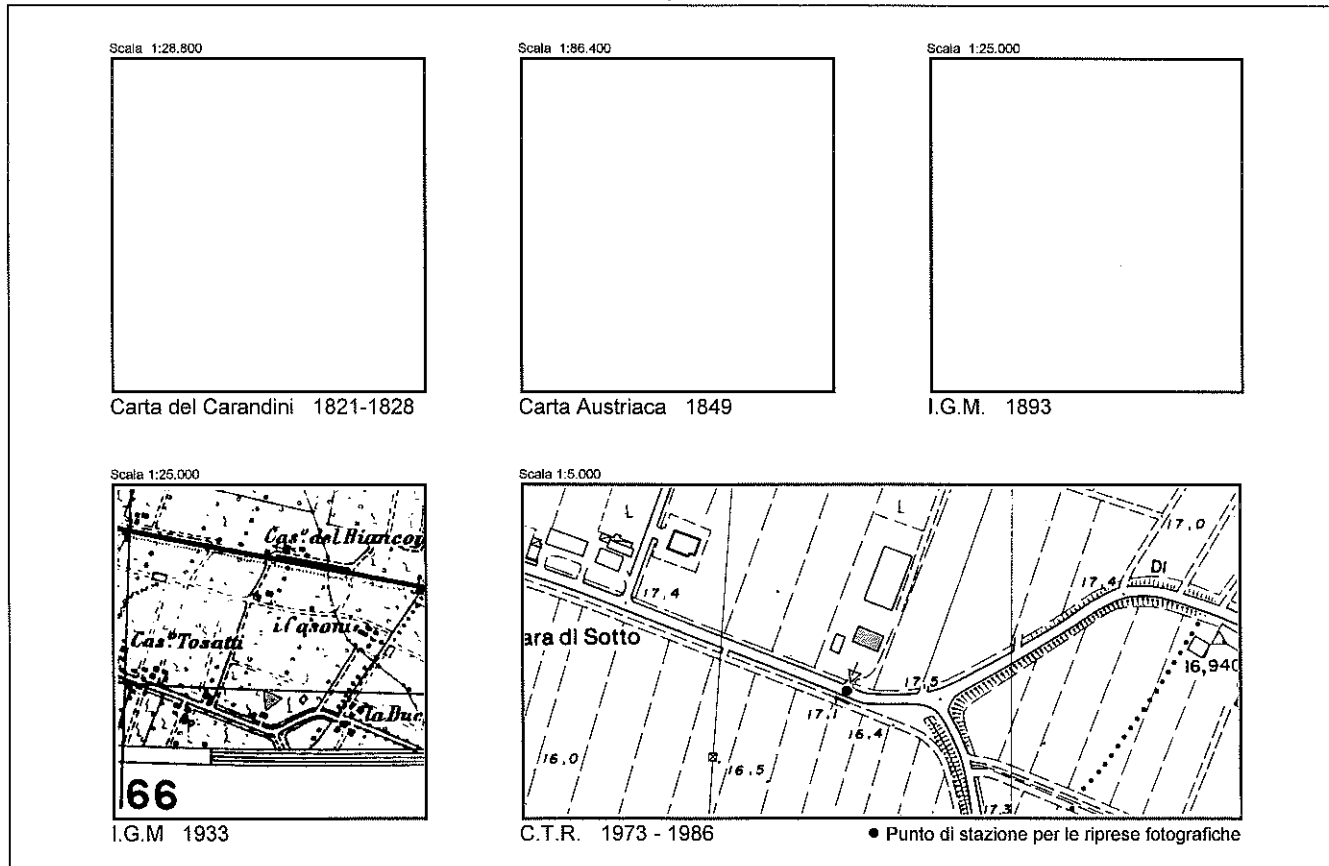 Scala 1:28.800
Scala 1:86.400
Scala 1:25.000
Carta del Carandini 1821-1828
Carta Austriaca 1849
I.G.M. 1893
Scala 1:25.000
Cas.º del Biancon
Cas.º Tosatti
i Casoni
la Duc
66
I.G.M 1933
Scala 1:5.000
L
L
17,0
DI
17,4
17,4
ara di Sotto
16,940
17,5
17,1
16,4
16,0
16,5
17,3
C.T.R. 1973 - 1986
● Punto di stazione per le riprese fotografiche